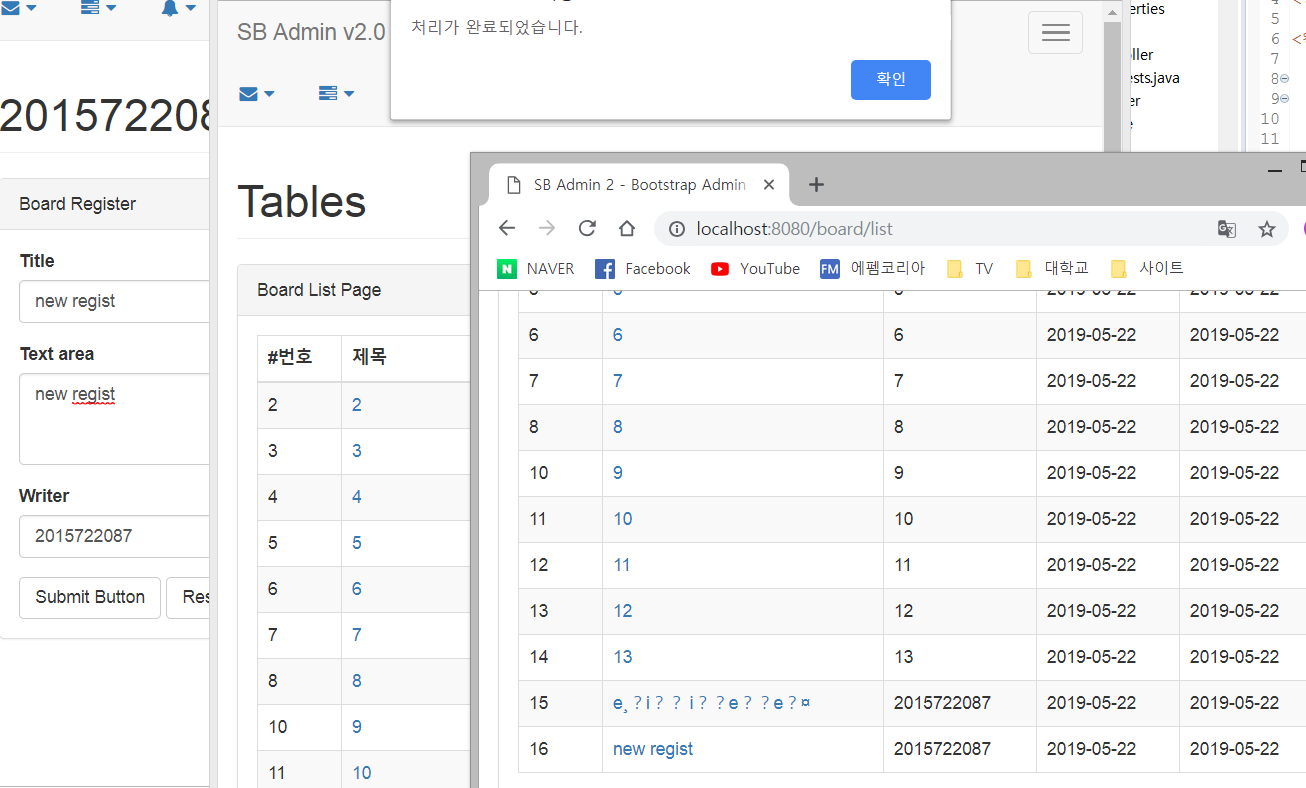 201572208
Board Register
Title
new regist
Text area
new regist
Writer
2015722087
Submit Button
Res
SB Admin v2.0
처리가 완료되었습니다.
확인
Tables
Board List Page
#번호 제목
2 2
3 3
4 4
5 5
6 6
7 7
8 8
10 9
11 10
SB Admin 2 - Bootstrap Admin
localhost:8080/board/list
NAVER Facebook YouTube FM 에펨코리아 TV 대학교 사이트
6 6 6 2019-05-22 2019-05-22
7 7 7 2019-05-22 2019-05-22
8 8 8 2019-05-22 2019-05-22
10 9 9 2019-05-22 2019-05-22
11 10 10 2019-05-22 2019-05-22
12 11 11 2019-05-22 2019-05-22
13 12 12 2019-05-22 2019-05-22
14 13 13 2019-05-22 2019-05-22
15 e¸?i??i??e??e?¤ 2015722087 2019-05-22 2019-05-22
16 new regist 2015722087 2019-05-22 2019-05-22
erties
ller
ests.java
er
5
6
7
8
9
10
11